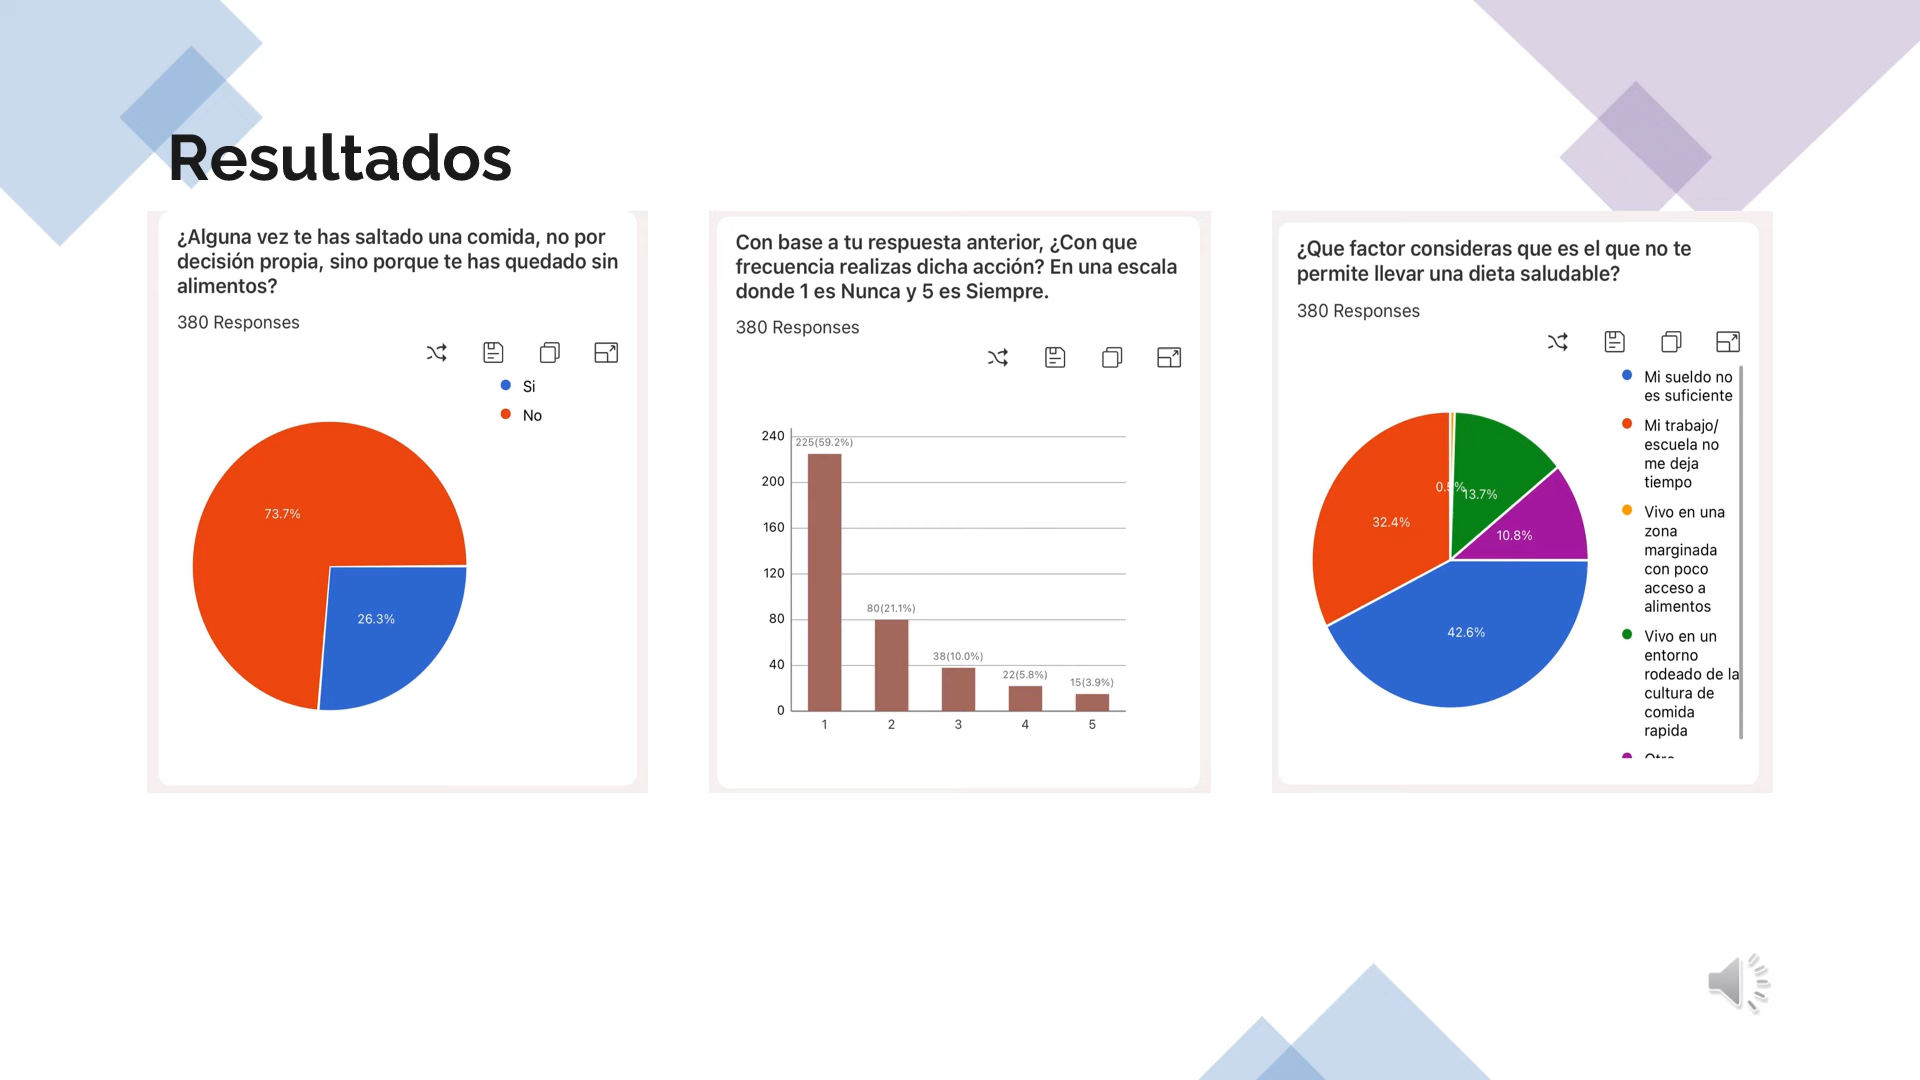 Resultados
¿Alguna vez te has saltado una comida, no por
decisión propia, sino porque te has quedado sin
alimentos?
380 Responses
Si
No
73.7%
26.3%
Con base a tu respuesta anterior, ¿Con que
frecuencia realizas dicha acción? En una escala
donde 1 es Nunca y 5 es Siempre.
380 Responses
240
200
160
120
80
40
0
225(59.2%)
80(21.1%)
38(10.0%)
22(5.8%)
15(3.9%)
1
2
3
4
5
¿Que factor consideras que es el que no te
permite llevar una dieta saludable?
380 Responses
0.5%
13.7%
32.4%
10.8%
42.6%
Mi sueldo no
es suficiente
Mi trabajo/
escuela no
me deja
tiempo
Vivo en una
zona
marginada
con poco
acceso a
alimentos
Vivo en un
entorno
rodeado de la
cultura de
comida
rapida